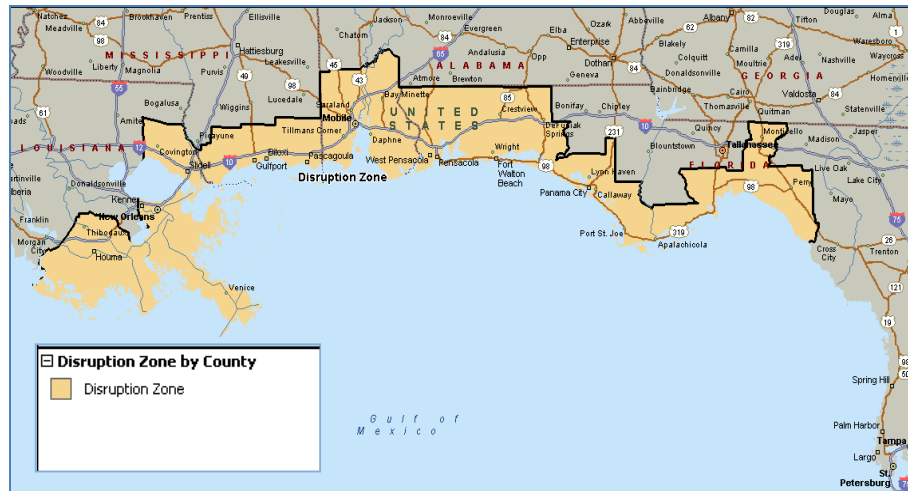 Natchez
Brookhaven
Prentiss
Ellisville
Jackson
Monroeville
Evergreen
Ozark
Abbeville
Albany
Tifton
Douglas
Alma
Meadville
McComb
Columbia
Chatom
Andalusia
Elba
Enterprise
Blakely
Camilla
Moultrie
Adel
Nashville
Waresboro
Waycross
MISSISSIPPI
Hattiesburg
Opp
Dothan
Colquitt
Woodville
Liberty
Magnolia
Purvis
Leakesville
Atmore
Brewton
ALABAMA
Geneva
Donaldsonville
GEORGIA
Homerville
Bogalusa
Wiggins
Lucedale
Saraland
Bay Minette
Crestview
Bonifay
Chipley
Bainbridge
Cairo
Thomasville
Quitman
Valdosta
Statenville
Amite
Picayune
Tillmans Corner
Mobile
UNITED
STATES
DeFuniak
Springs
Quincy
Monticello
Madison
Jasper
LOUISIANA
Covington
Slidell
Gulfport
Biloxi
Pascagoula
Daphne
West Pensacola
Pensacola
Wright
Fort
Walton
Beach
Blountstown
Tallahassee
FLORIDA
Live Oak
Lake City
Donaldsonville
Disruption Zone
Lynn Haven
Panama City
Callaway
Perry
Mayo
Kenner
New Orleans
Franklin
Thibodaux
Morgan
City
Houma
Port St. Joe
Apalachicola
Cross
City
Trenton
Venice
Disruption Zone by County
Disruption Zone
Gulf of
Mexico
Spring Hill
Palm Harbor
Tampa
Largo
St.
Petersburg